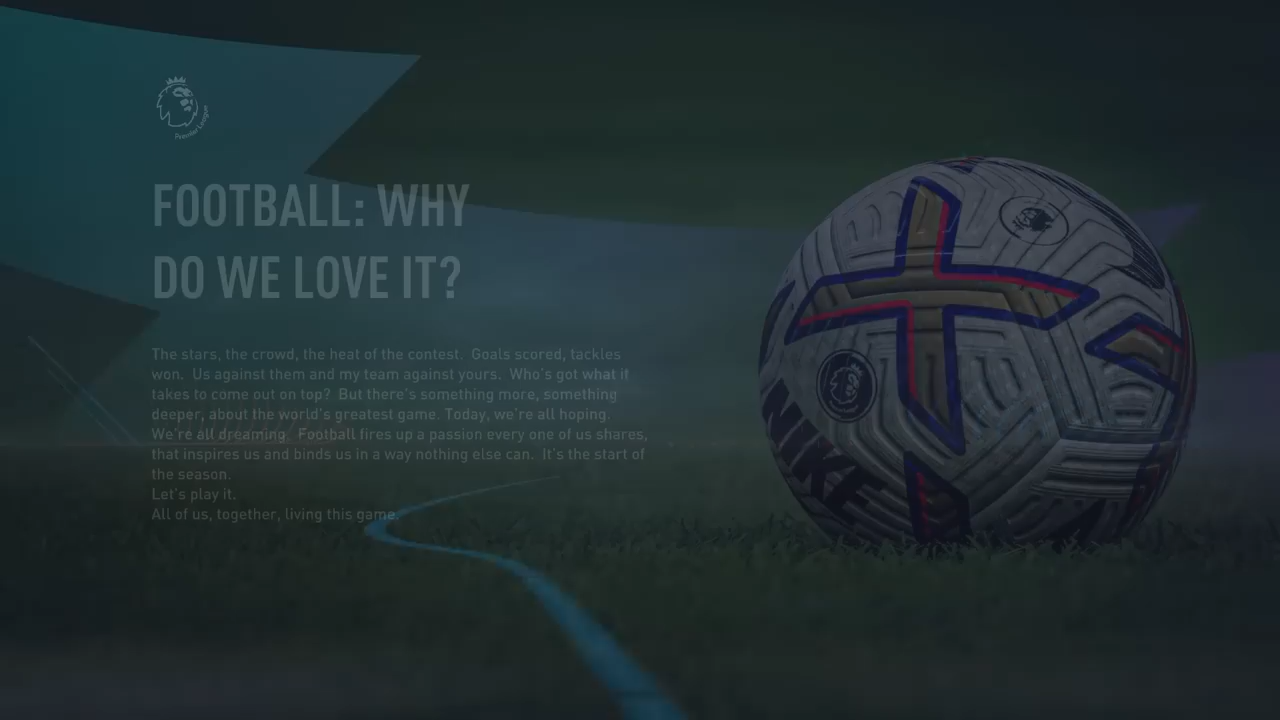 Premier League
FOOTBALL: WHY
DO WE LOVE IT?
The stars, the crowd, the heat of the contest. Goals scored, tackles
won. Us against them and my team against yours. Who's got what it
takes to come out on top? But there's something more, something
deeper, about the world's greatest game. Today, we're all hoping.
We're all dreaming. Football fires up a passion every one of us shares,
that inspires us and binds us in a way nothing else can. It's the start of
the season.
Let's play it.
All of us, together, living this game.
NIKE